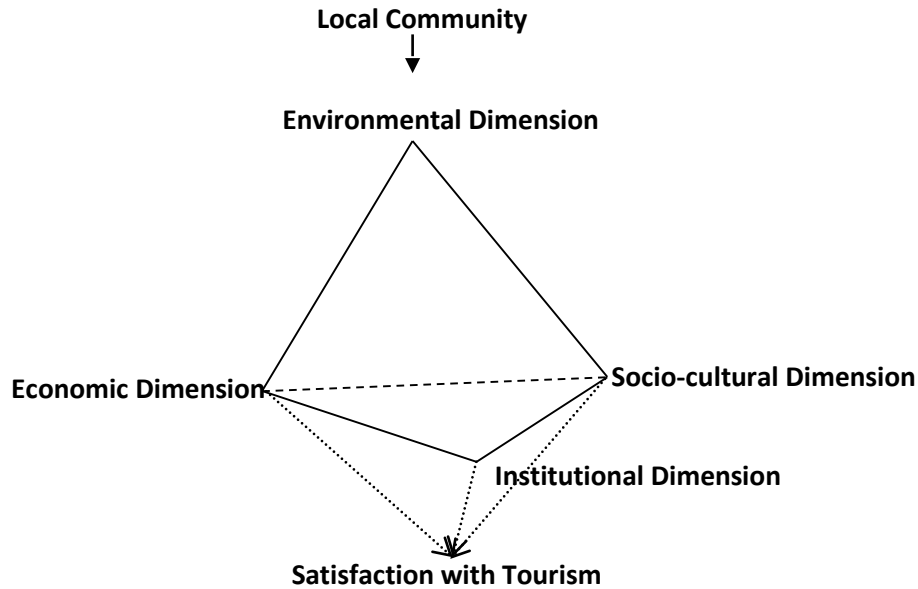 Local Community
Environmental Dimension
Economic Dimension
Socio-cultural Dimension
Institutional Dimension
Satisfaction with Tourism